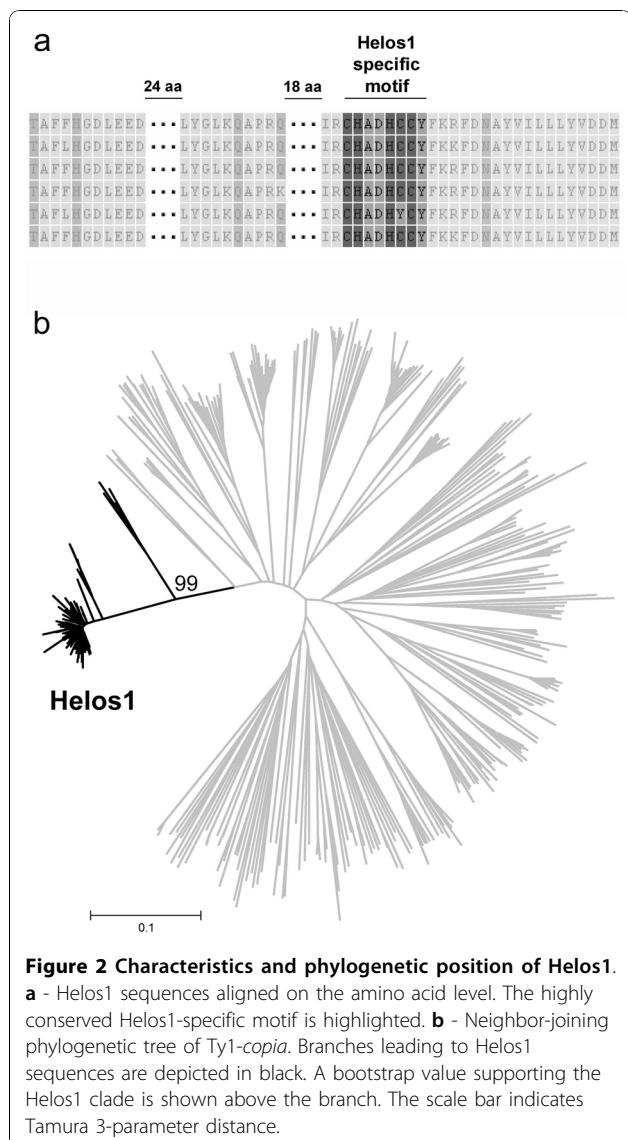 a
Helos1
specific
motif
24 aa 18 aa
TAFFHGDLEED ··· LYGLKQAPRQ ··· IRCHADHCCYFKRFDNAYVILLLYVDDM
TAFLHGDLEED ··· LYGLKQAPRQ ··· IRCHADHCCYFKRFDNAYVILLLYVDDM
TAFFHGDLEED ··· LYGLKQAPRQ ··· IRCHADHCCYFKRFDNAYVILLLYVDDM
TAFFHGDLEED ··· LYGLKQAPRK ··· IRCHADHCCYFKRFDNAYVILLLYVDDM
TAFLHGDLEED ··· LYGLKQAPRQ ··· IRCHADHYCYFKRFDNAYVILLLYVDDM
TAFFHGDLEED ··· LYGLKQAPRQ ··· IRCHADHCCYFKKFDNAYVILLLYVDDM
b
99
Helos1
0.1
Figure 2 Characteristics and phylogenetic position of Helos1.
a - Helos1 sequences aligned on the amino acid level. The highly
conserved Helos1-specific motif is highlighted. b - Neighbor-joining
phylogenetic tree of Ty1-copia. Branches leading to Helos1
sequences are depicted in black. A bootstrap value supporting the
Helos1 clade is shown above the branch. The scale bar indicates
Tamura 3-parameter distance.